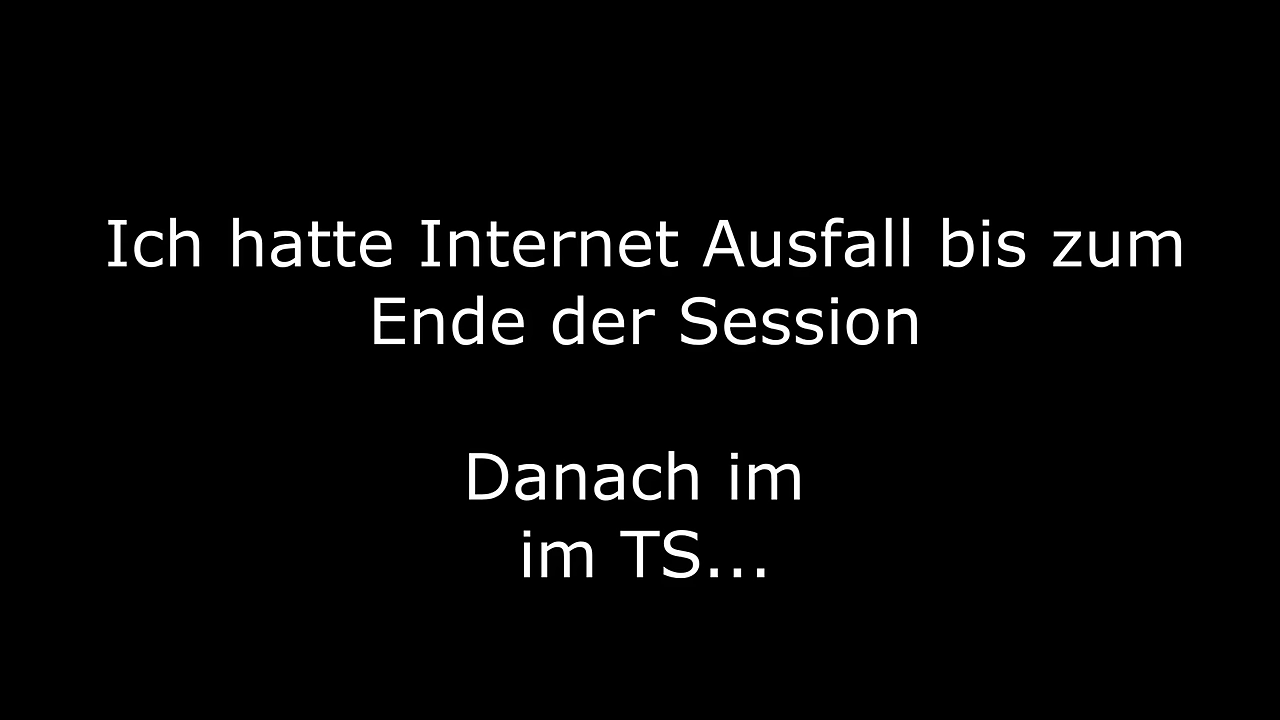 Ich hatte Internet Ausfall bis zum
Ende der Session
Danach im
im TS...